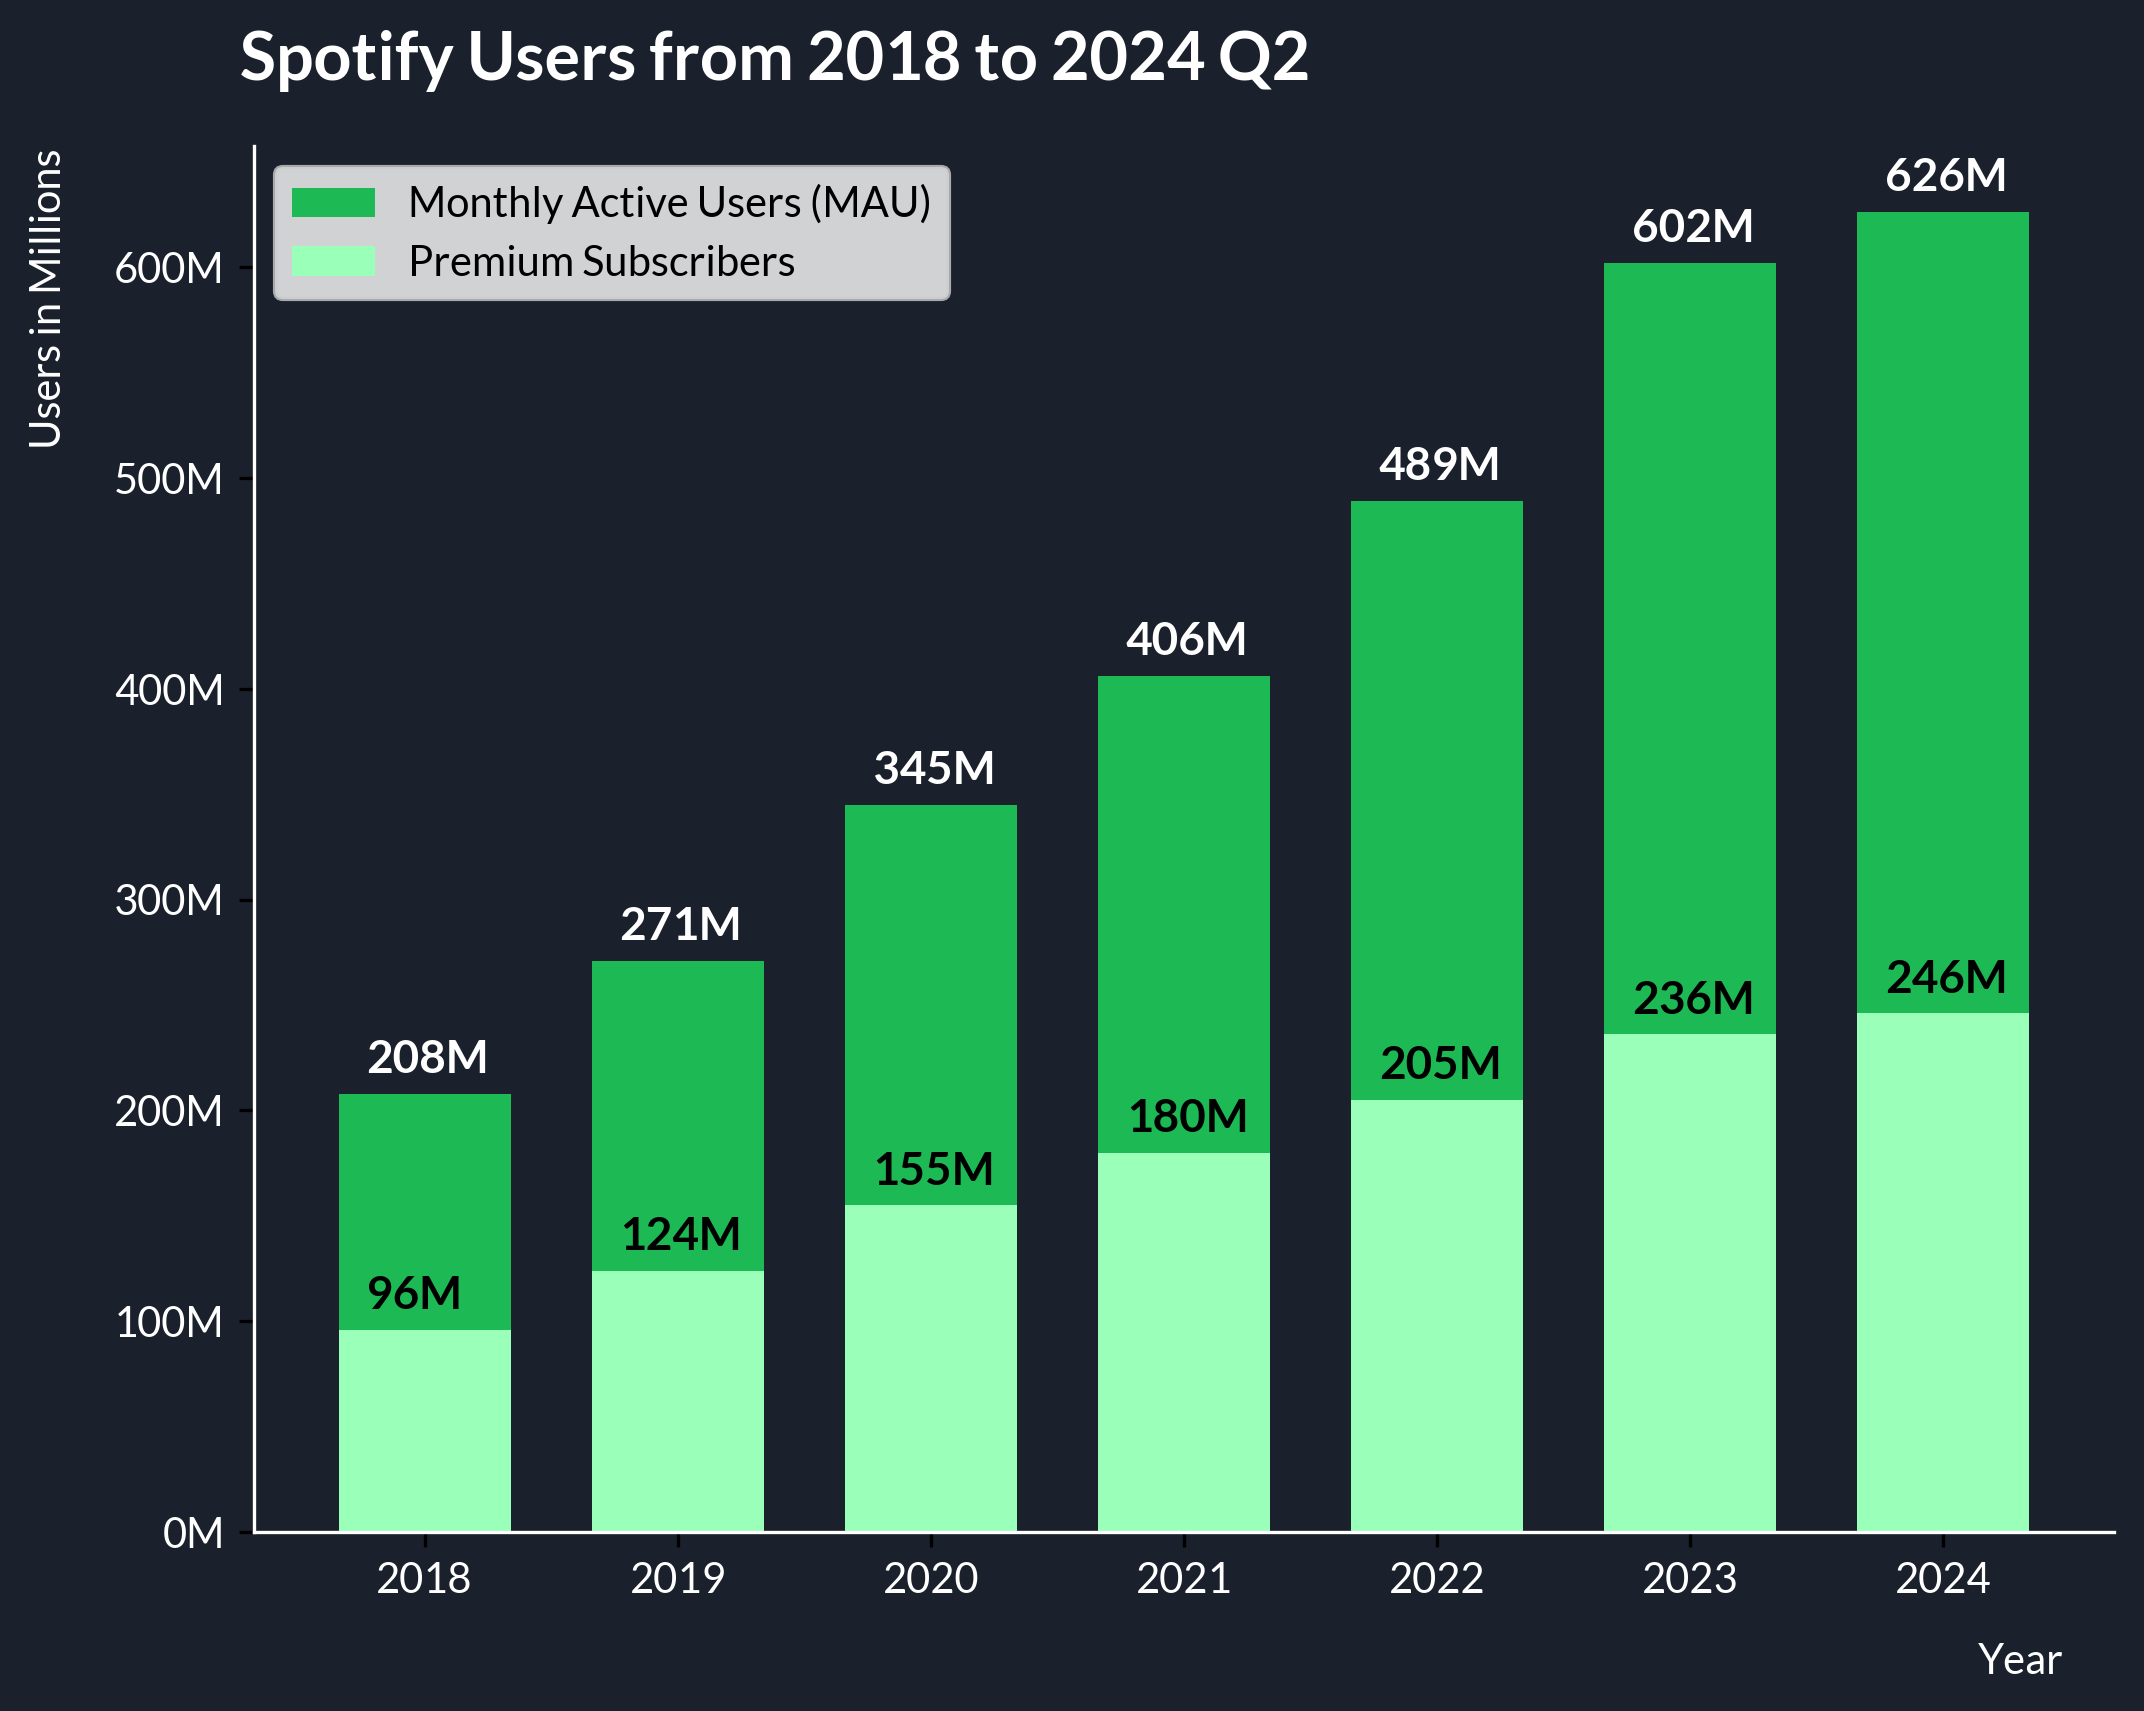 Spotify Users from 2018 to 2024 Q2
Users in Millions
Monthly Active Users (MAU)
Premium Subscribers
600M
500M
400M
300M
200M
100M
0M
208M
96M
271M
124M
345M
155M
406M
180M
489M
205M
602M
236M
626M
246M
2018
2019
2020
2021
2022
2023
2024
Year